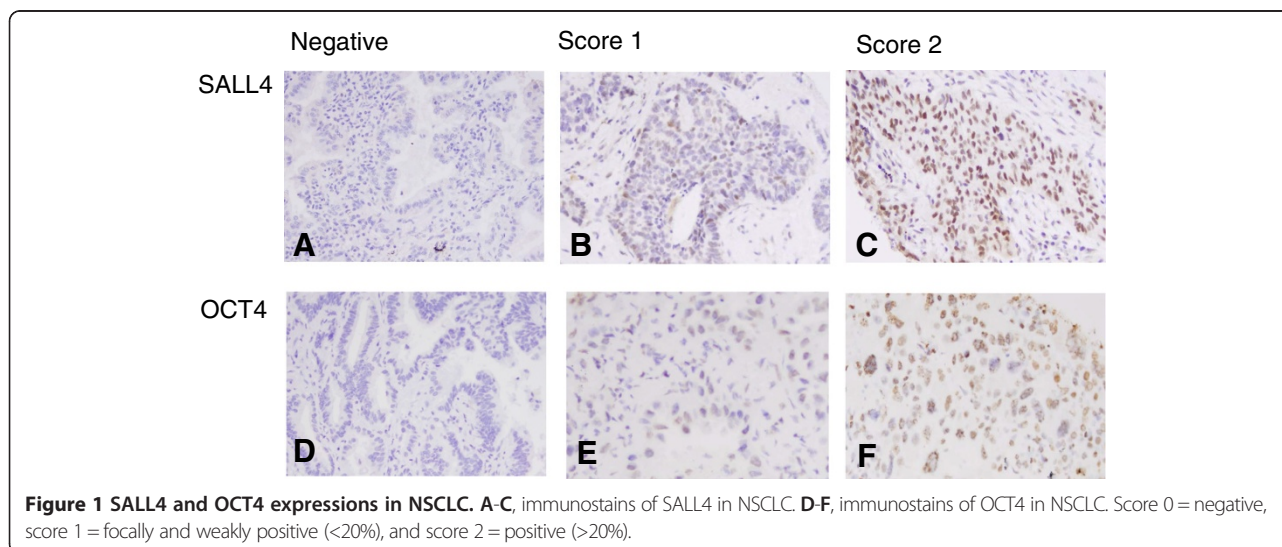 Negative Score 1 Score 2
SALL4
A B C
OCT4
D E F
Figure 1 SALL4 and OCT4 expressions in NSCLC. A-C, immunostains of SALL4 in NSCLC. D-F, immunostains of OCT4 in NSCLC. Score 0 = negative,
score 1 = focally and weakly positive (<20%), and score 2 = positive (>20%).